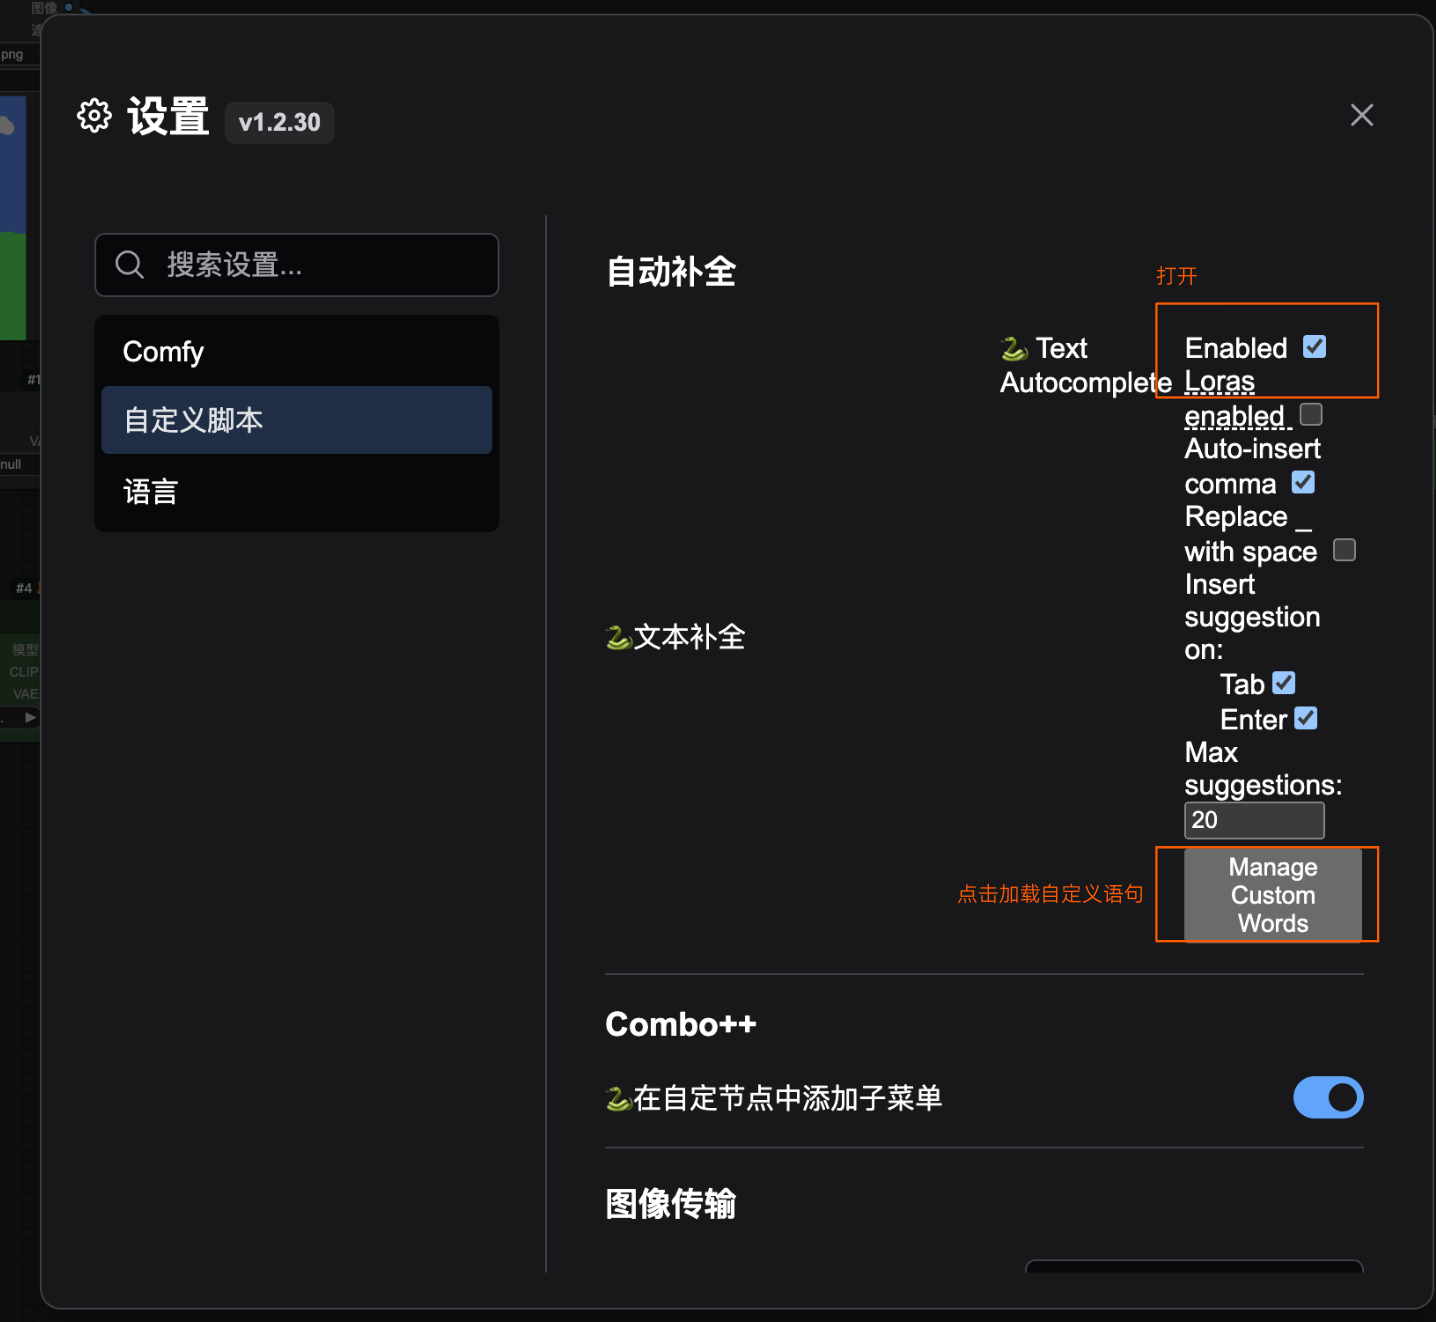 图像
png
设置 v1.2.30
搜索设置...
Comfy
自定义脚本
语言
#1
null
#4
模型
CLIP
VAE
自动补全
打开
🐍 Text
Autocomplete
Enabled
Loras
enabled
Auto-insert
comma
Replace _
with space
Insert
suggestion
on:
Tab
Enter
Max
suggestions:
20
🐍文本补全
点击加载自定义语句
Manage
Custom
Words
Combo++
🐍在自定节点中添加子菜单
图像传输